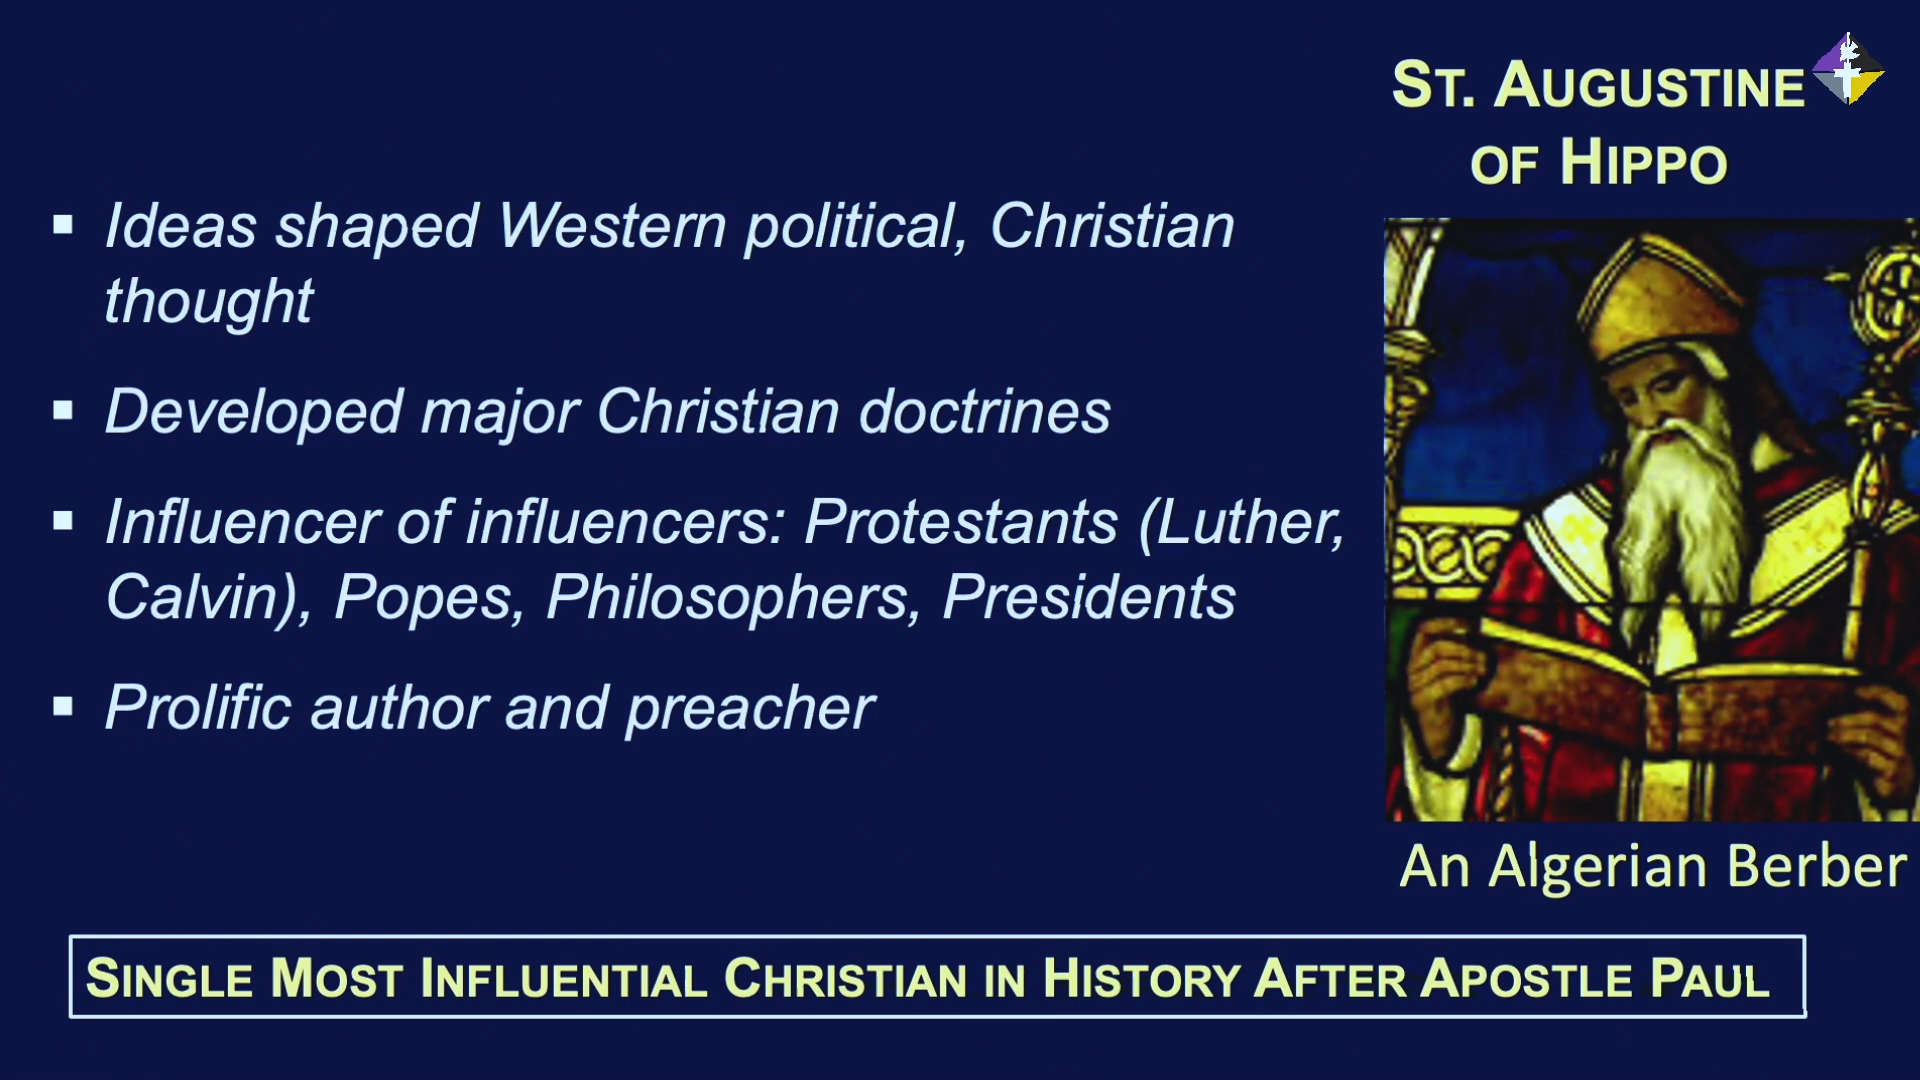 ST. AUGUSTINE
OF HIPPO
▪ Ideas shaped Western political, Christian
thought
▪ Developed major Christian doctrines
▪ Influencer of influencers: Protestants (Luther,
Calvin), Popes, Philosophers, Presidents
▪ Prolific author and preacher
An Algerian Berber
SINGLE MOST INFLUENTIAL CHRISTIAN IN HISTORY AFTER APOSTLE PAUL